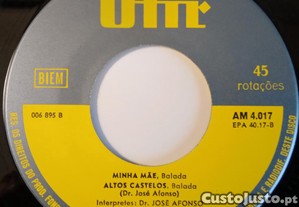 Ofir
BIEM
45
rotações
006 895 B
AM 4.017
EPA 40.17-B
MINHA MÃE, Balada
ALTOS CASTELOS, Balada
(Dr. José Afonso)
Interpretes: Dr. JOSÉ AFONSO
CustoJusto.pt